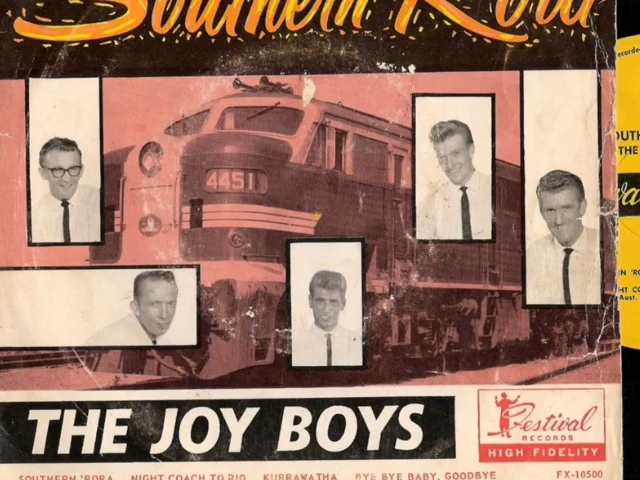 Southern 'Rora
4451
THE JOY BOYS
Festival
RECORDS
HIGH FIDELITY
SOUTHERN 'RORA NIGHT COACH TO RIO KURRAWATHA BYE BYE BABY, GOODBYE FX-10500
THE